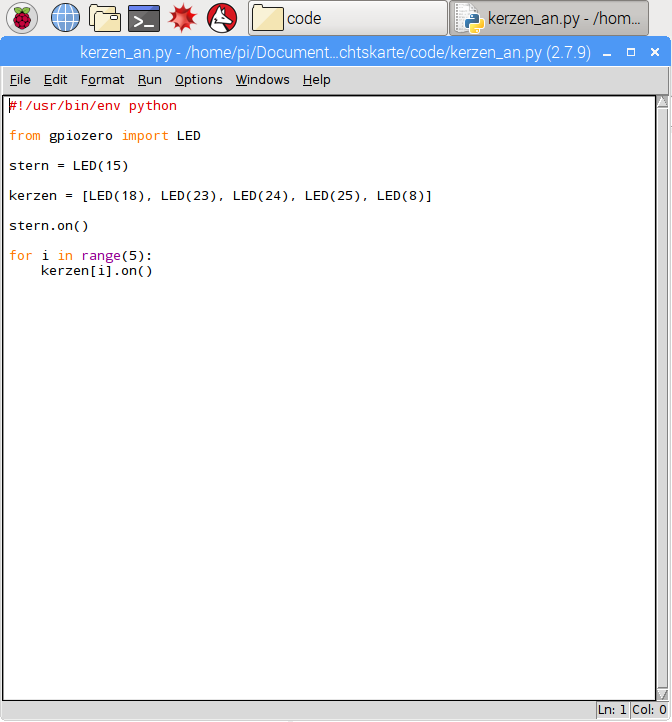 code
kerzen_an.py - /hom...
kerzen_an.py - /home/pi/Document...chtskarte/code/kerzen_an.py (2.7.9)
File Edit Format Run Options Windows Help
#!/usr/bin/env python
from gpiozero import LED
stern = LED(15)
kerzen = [LED(18), LED(23), LED(24), LED(25), LED(8)]
stern.on()
for i in range(5):
    kerzen[i].on()
Ln: 1 Col: 0